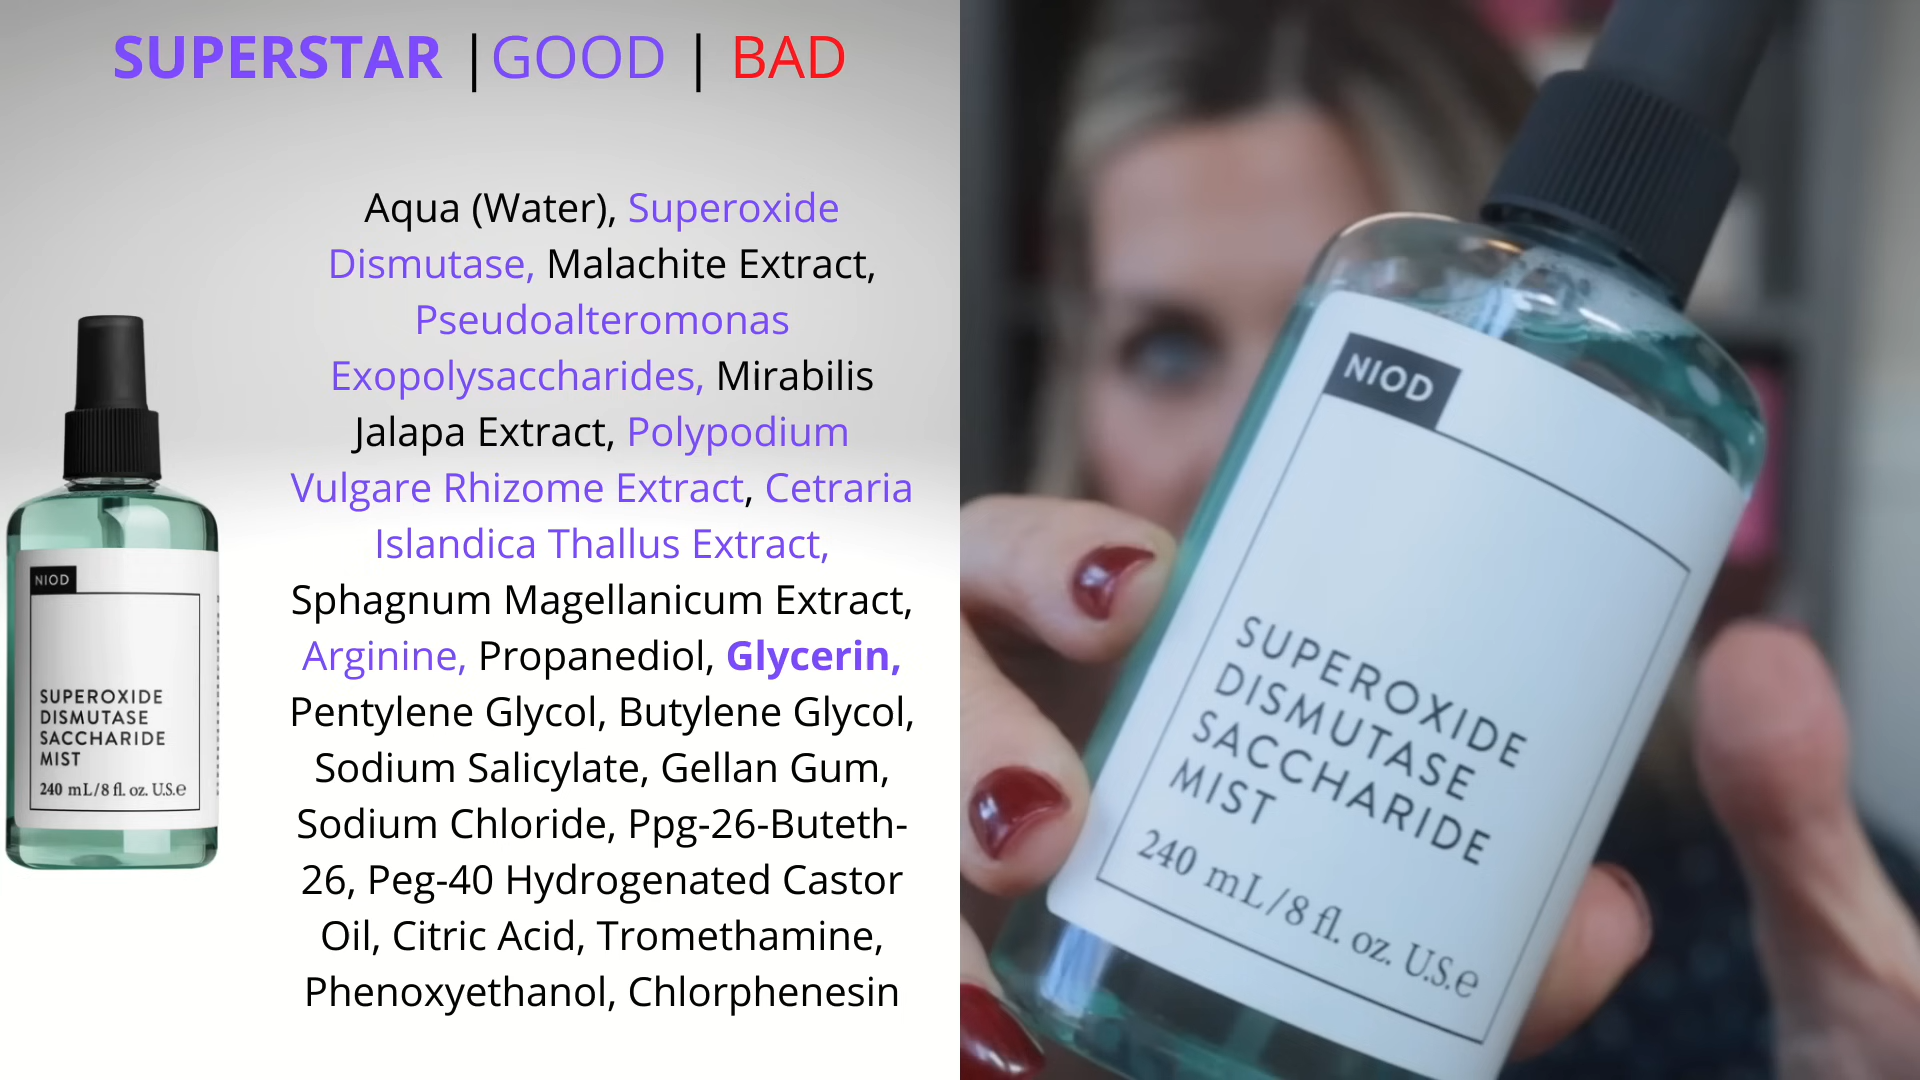 SUPERSTAR | GOOD | BAD
Aqua (Water), Superoxide
Dismutase, Malachite Extract,
Pseudoalteromonas
Exopolysaccharides, Mirabilis
Jalapa Extract, Polypodium
Vulgare Rhizome Extract, Cetraria
Islandica Thallus Extract,
Sphagnum Magellanicum Extract,
Arginine, Propanediol, Glycerin,
Pentylene Glycol, Butylene Glycol,
Sodium Salicylate, Gellan Gum,
Sodium Chloride, Ppg-26-Buteth-
26, Peg-40 Hydrogenated Castor
Oil, Citric Acid, Tromethamine,
Phenoxyethanol, Chlorphenesin
NIOD
SUPEROXIDE
DISMUTASE
SACCHARIDE
MIST
240 mL/8 fl. oz. U.S.e
NIOD
SUPEROXIDE
DISMUTASE
SACCHARIDE
MIST
240 mL/8 fl. oz. U.S.e